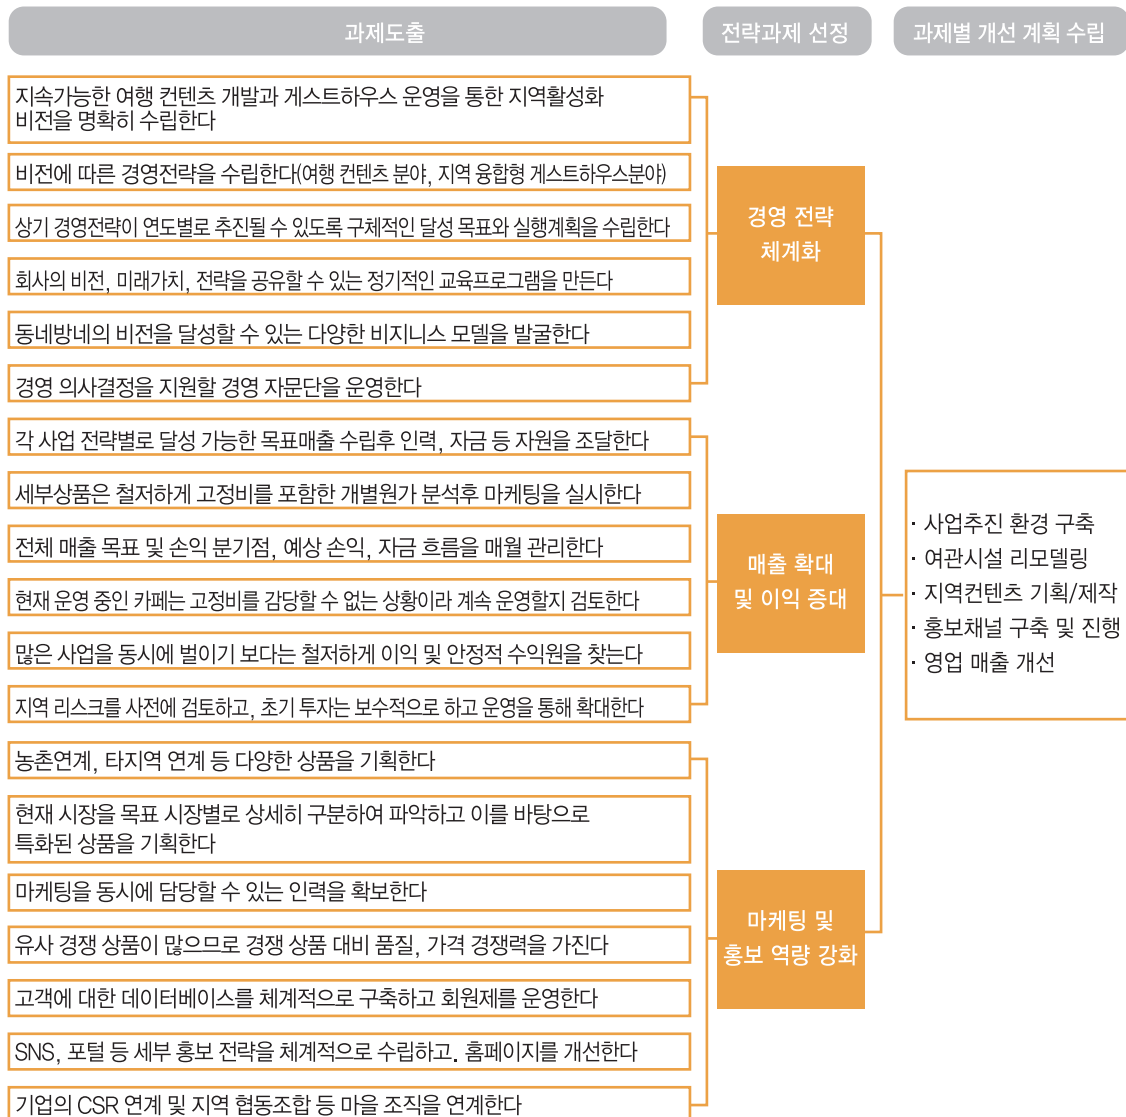 과제도출
전략과제 선정
과제별 개선 계획 수립
지속가능한 여행 컨텐츠 개발과 게스트하우스 운영을 통한 지역활성화
비전을 명확히 수립한다
비전에 따른 경영전략을 수립한다(여행 컨텐츠 분야, 지역 융합형 게스트하우스분야)
상기 경영전략이 연도별로 추진될 수 있도록 구체적인 달성 목표와 실행계획을 수립한다
회사의 비전, 미래가치, 전략을 공유할 수 있는 정기적인 교육프로그램을 만든다
동네방네의 비전을 달성할 수 있는 다양한 비지니스 모델을 발굴한다
경영 의사결정을 지원할 경영 자문단을 운영한다
경영 전략
체계화
각 사업 전략별로 달성 가능한 목표매출 수립후 인력, 자금 등 자원을 조달한다
세부상품은 철저하게 고정비를 포함한 개별원가 분석후 마케팅을 실시한다
전체 매출 목표 및 손익 분기점, 예상 손익, 자금 흐름을 매월 관리한다
현재 운영 중인 카페는 고정비를 감당할 수 없는 상황이라 계속 운영할지 검토한다
많은 사업을 동시에 벌이기 보다는 철저하게 이익 및 안정적 수익원을 찾는다
지역 리스크를 사전에 검토하고, 초기 투자는 보수적으로 하고 운영을 통해 확대한다
매출 확대
및 이익 증대
농촌연계, 타지역 연계 등 다양한 상품을 기획한다
현재 시장을 목표 시장별로 상세히 구분하여 파악하고 이를 바탕으로
특화된 상품을 기획한다
마케팅을 동시에 담당할 수 있는 인력을 확보한다
유사 경쟁 상품이 많으므로 경쟁 상품 대비 품질, 가격 경쟁력을 가진다
고객에 대한 데이터베이스를 체계적으로 구축하고 회원제를 운영한다
SNS, 포털 등 세부 홍보 전략을 체계적으로 수립하고. 홈페이지를 개선한다
기업의 CSR 연계 및 지역 협동조합 등 마을 조직을 연계한다
마케팅 및
홍보 역량 강화
· 사업추진 환경 구축
· 여관시설 리모델링
· 지역컨텐츠 기획/제작
· 홍보채널 구축 및 진행
· 영업 매출 개선